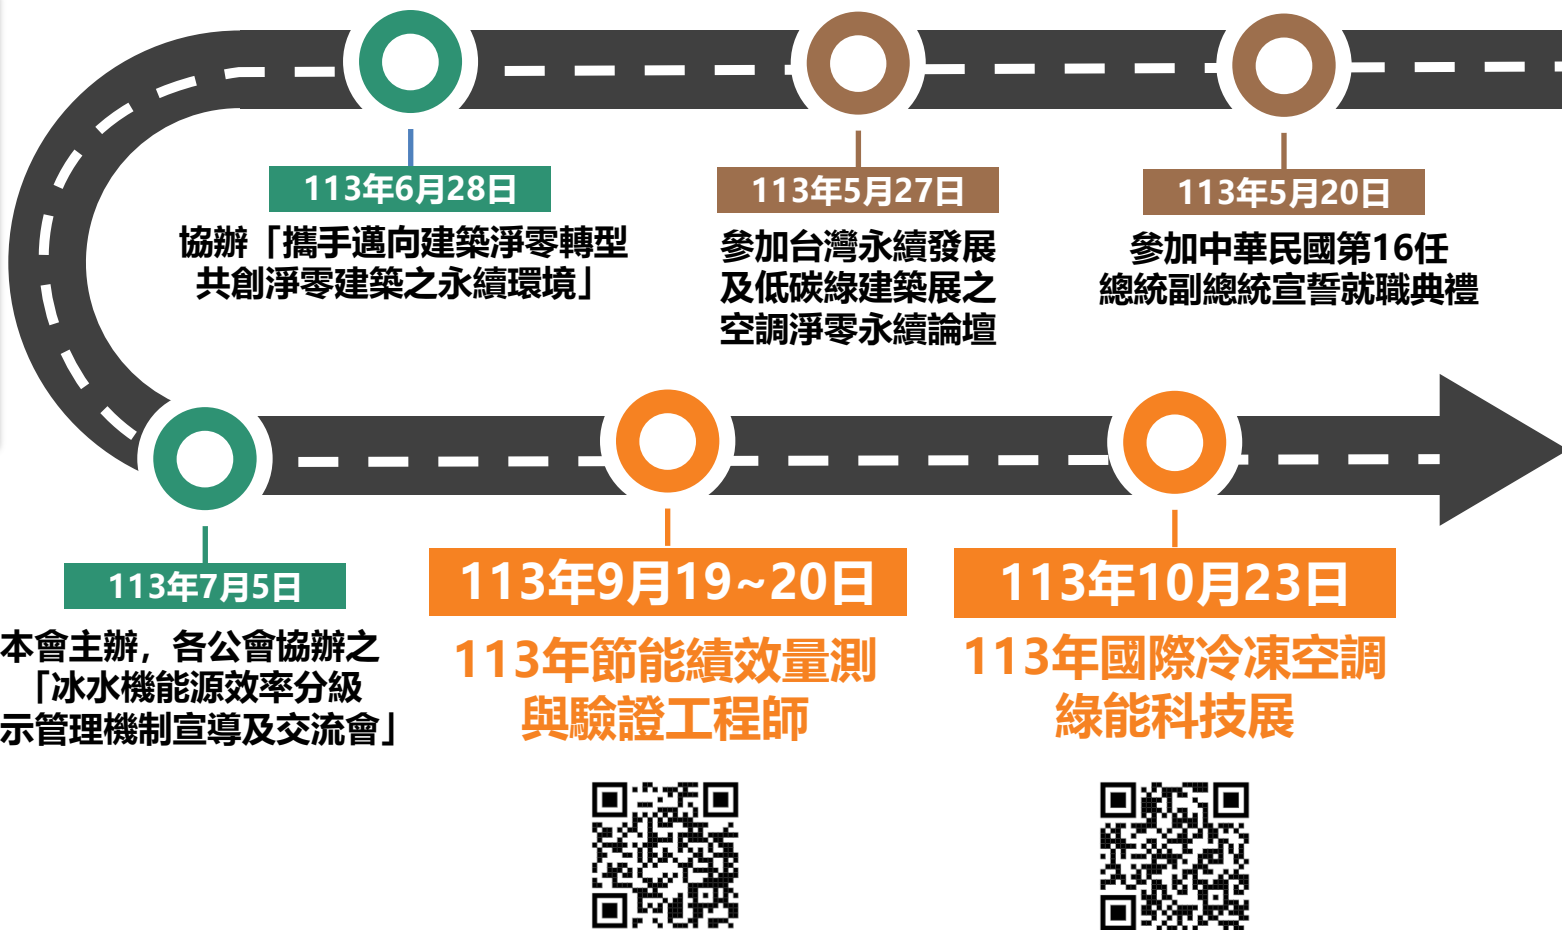 113年6月28日
協辦「攜手邁向建築淨零轉型
共創淨零建築之永續環境」
113年5月27日
參加台灣永續發展
及低碳綠建築展之
空調淨零永續論壇
113年5月20日
參加中華民國第16任
總統副總統宣誓就職典禮
113年7月5日
本會主辦，各公會協辦之
「冰水機能源效率分級
示管理機制宣導及交流會」
113年9月19~20日
113年節能績效量測
與驗證工程師
113年10月23日
113年國際冷凍空調
綠能科技展